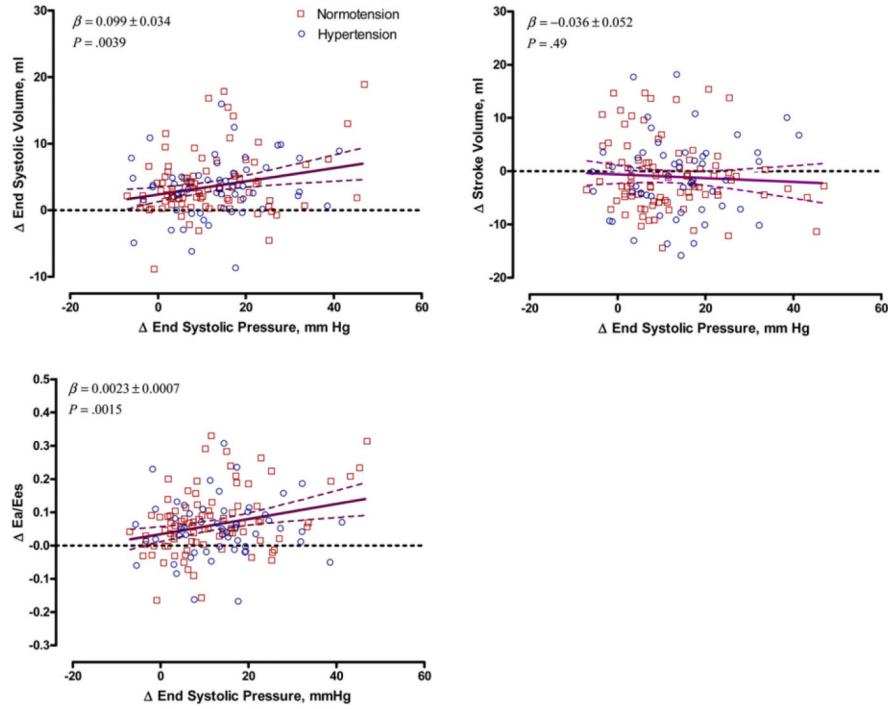 β = 0.099 ± 0.034
P = .0039
Normotension
Hypertension
30
20
10
0
-10
Δ End Systolic Volume, ml
-20
0
20
40
60
Δ End Systolic Pressure, mm Hg
β = −0.036 ± 0.052
P = .49
30
20
10
0
-10
-20
Δ Stroke Volume, ml
-20
0
20
40
60
Δ End Systolic Pressure, mm Hg
β = 0.0023 ± 0.0007
P = .0015
0.5
0.4
0.3
0.2
0.1
-0.0
-0.1
-0.2
-0.3
Δ Ea/Ees
-20
0
20
40
60
Δ End Systolic Pressure, mmHg